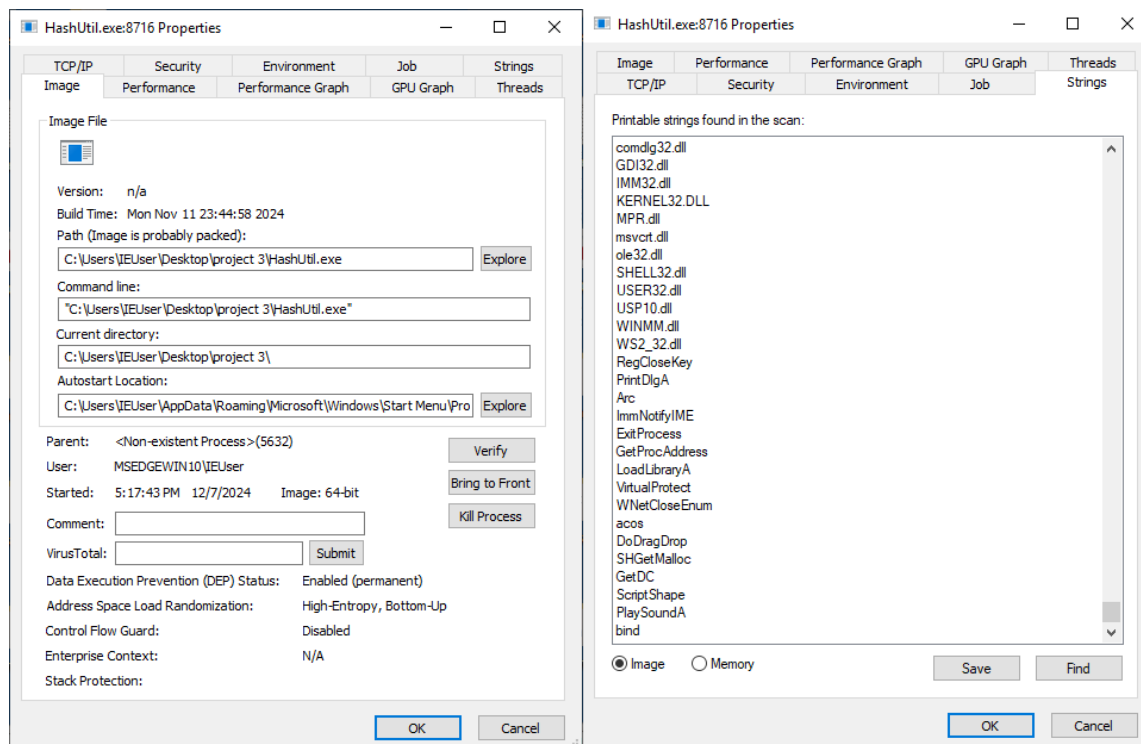 HashUtil.exe:8716 Properties
TCP/IP Security Environment Job Strings
Image Performance Performance Graph GPU Graph Threads
Image File
Version: n/a
Build Time: Mon Nov 11 23:44:58 2024
Path (Image is probably packed):
C:\Users\IEUser\Desktop\project 3\HashUtil.exe Explore
Command line:
"C:\Users\IEUser\Desktop\project 3\HashUtil.exe"
Current directory:
C:\Users\IEUser\Desktop\project 3\
Autostart Location:
C:\Users\IEUser\AppData\Roaming\Microsoft\Windows\Start Menu\Pro Explore
Parent: <Non-existent Process>(5632) Verify
User: MSEDGEWIN10\IEUser
Bring to Front
Started: 5:17:43 PM 12/7/2024 Image: 64-bit
Kill Process
Comment:
VirusTotal: Submit
Data Execution Prevention (DEP) Status: Enabled (permanent)
Address Space Load Randomization: High-Entropy, Bottom-Up
Control Flow Guard: Disabled
Enterprise Context: N/A
Stack Protection:
OK Cancel
HashUtil.exe:8716 Properties
Image Performance Performance Graph GPU Graph Threads
TCP/IP Security Environment Job Strings
Printable strings found in the scan:
comdlg32.dll
GDI32.dll
IMM32.dll
KERNEL32.DLL
MPR.dll
msvcrt.dll
ole32.dll
SHELL32.dll
USER32.dll
USP10.dll
WINMM.dll
WS2_32.dll
RegCloseKey
PrintDlgA
Arc
ImmNotifyIME
ExitProcess
GetProcAddress
LoadLibraryA
VirtualProtect
WNetCloseEnum
acos
DoDragDrop
SHGetMalloc
GetDC
ScriptShape
PlaySoundA
bind
Image Memory Save Find
OK Cancel